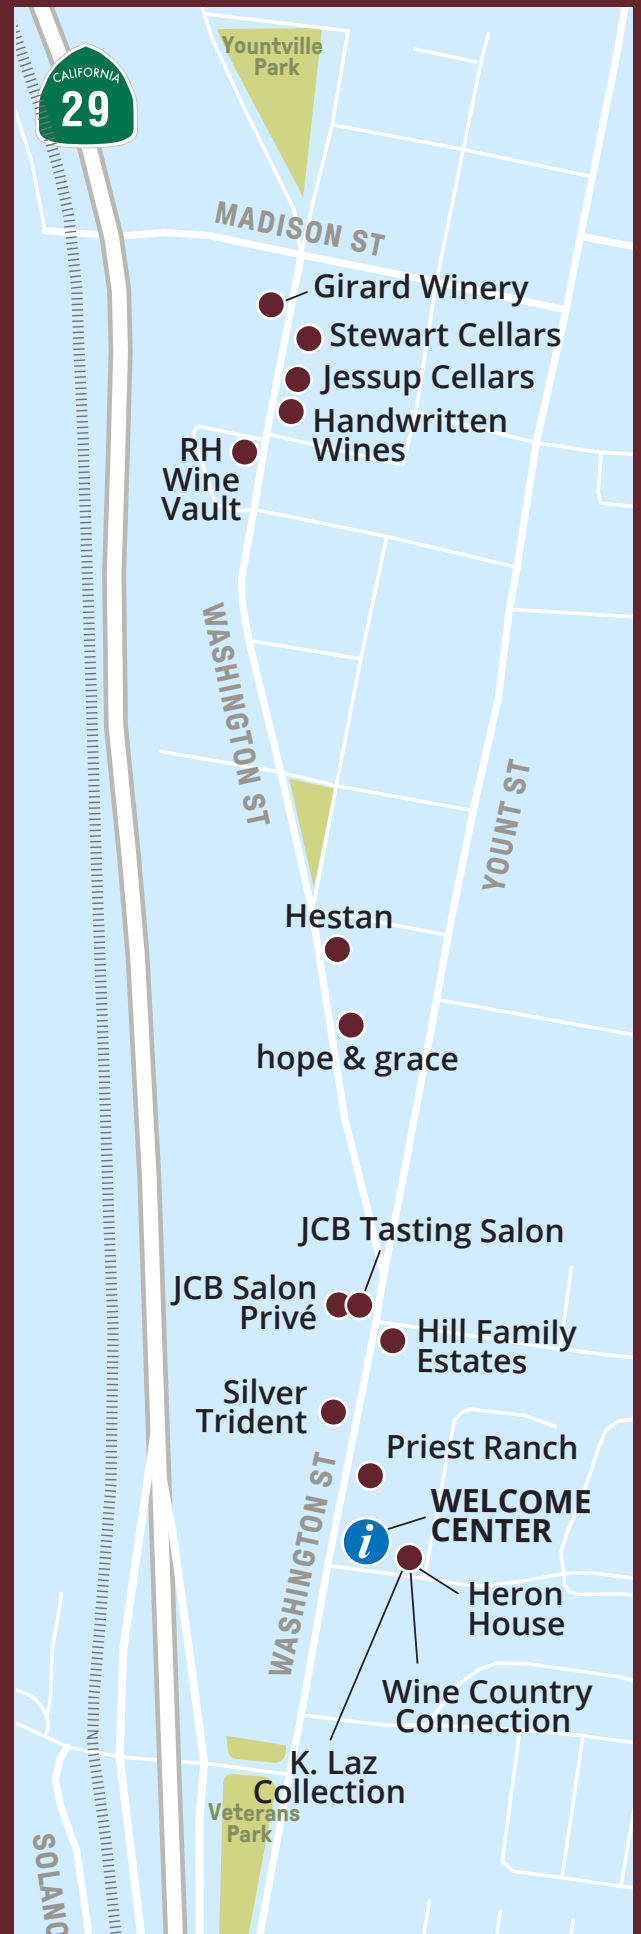 Yountville
Park
CALIFORNIA
29
MADISON ST
Girard Winery
Stewart Cellars
Jessup Cellars
Handwritten
Wines
RH
Wine
Vault
WASHINGTON ST
YOUNT ST
Hestan
hope & grace
JCB Tasting Salon
JCB Salon
Privé
Hill Family
Estates
Silver
Trident
Priest Ranch
WASHINGTON ST
WELCOME
CENTER
i
Heron
House
Wine Country
Connection
K. Laz
Collection
Veterans
Park
SOLANO